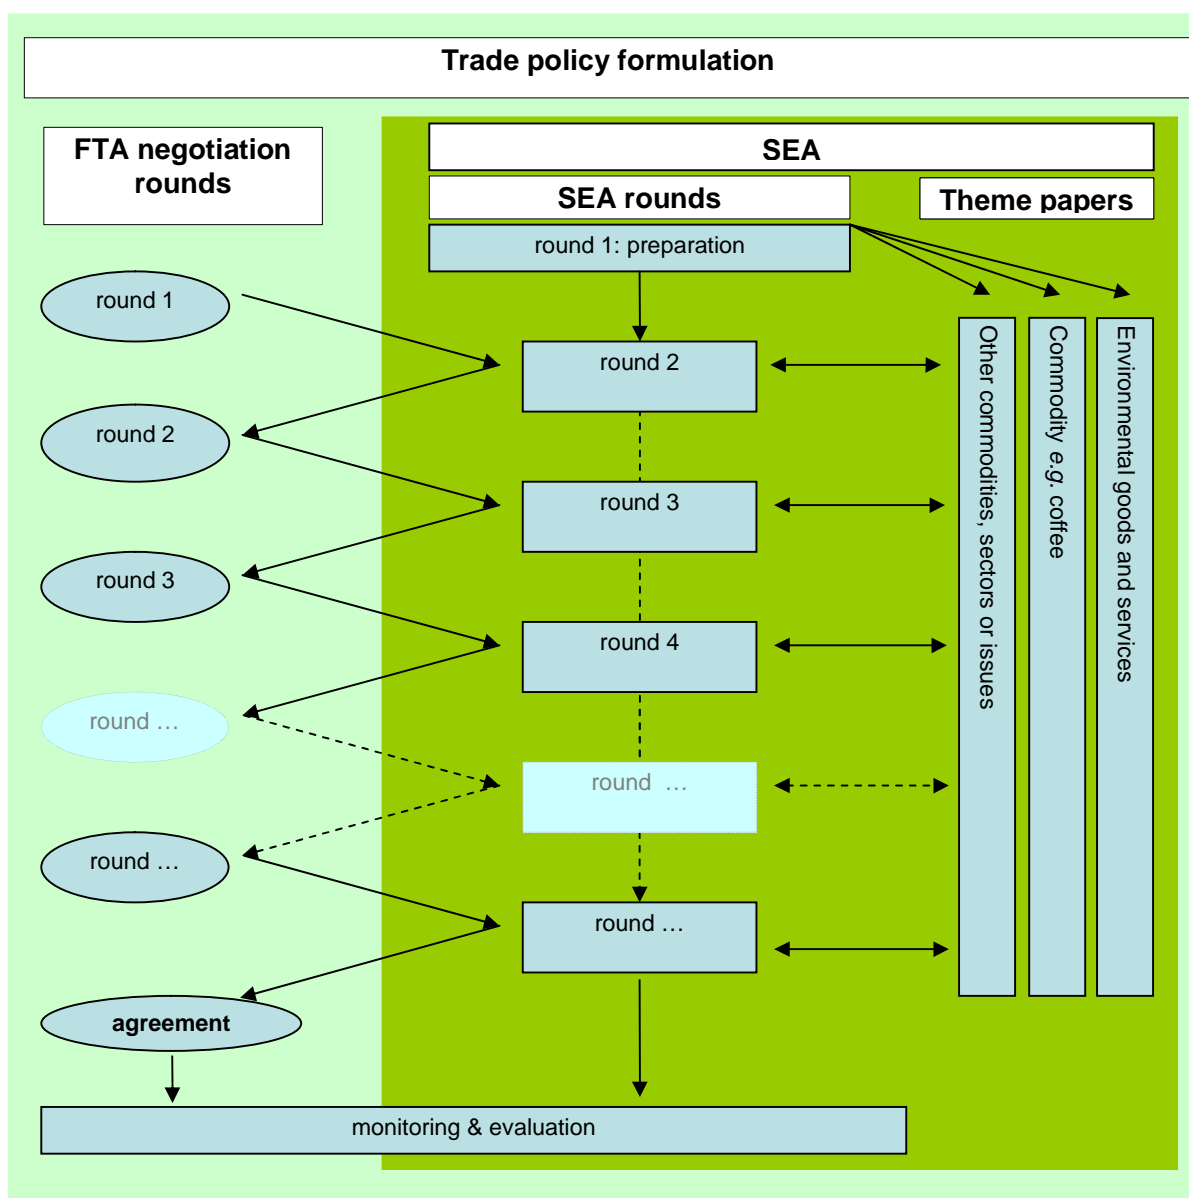 Trade policy formulation
FTA negotiation
rounds
SEA
SEA rounds
Theme papers
round 1: preparation
round 1
round 2
round 2
round 3
round 3
round 4
round …
round …
round …
round …
agreement
Other commodities, sectors or issues
Commodity e.g. coffee
Environmental goods and services
monitoring & evaluation